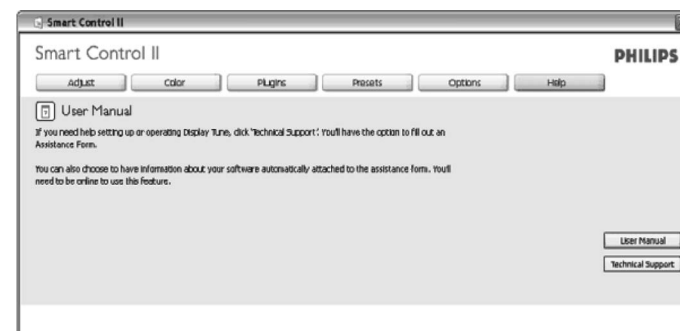 Smart Control II
Smart Control II
PHILIPS
Adjust Color Plugins Presets Options Help
User Manual
If you need help setting up or operating Display Tune, click "Technical Support". You'll have the option to fill out an
Assistance Form.
You can also choose to have information about your software automatically attached to the assistance form. You'll
need to be online to use this feature.
User Manual
Technical Support